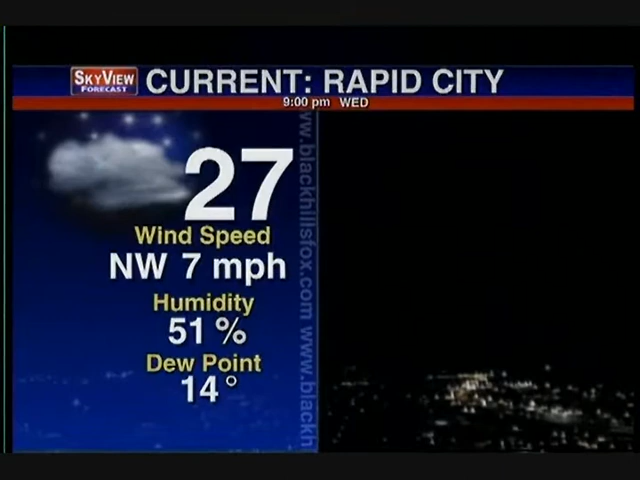 SKYVIEW
FORECAST
CURRENT: RAPID CITY
9:00 pm WED
27
Wind Speed
NW 7 mph
Humidity
51 %
Dew Point
14°
www.blackhillsfox.com www.blackh